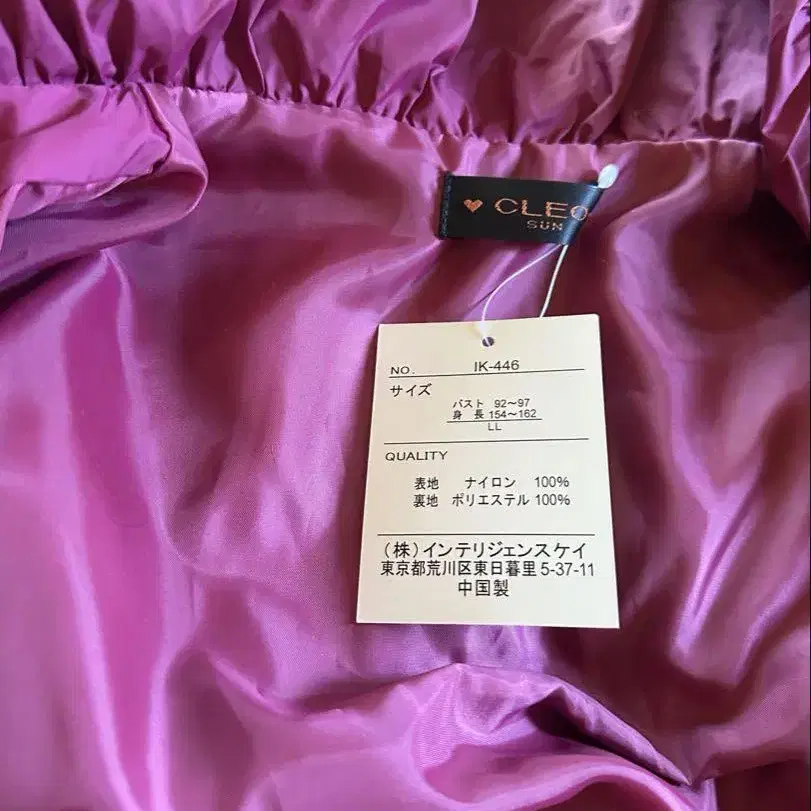 ♥ CLEO
SUN
NO. IK-446
サイズ
バスト 92〜97
身 長 154〜162
LL
QUALITY
表地 ナイロン 100%
裏地 ポリエステル 100%
(株)インテリジェンスケイ
東京都荒川区東日暮里 5-37-11
中国製